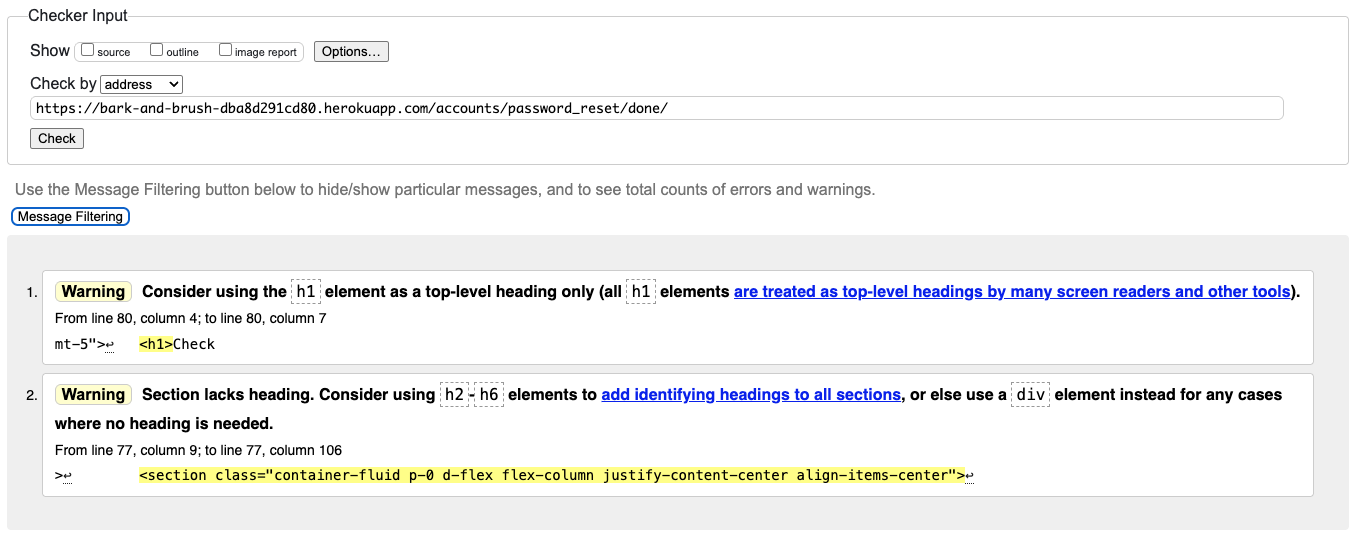 Checker Input
Show source outline image report Options...
Check by address
https://bark-and-brush-dba8d291cd80.herokuapp.com/accounts/password_reset/done/
Check
Use the Message Filtering button below to hide/show particular messages, and to see total counts of errors and warnings.
Message Filtering
1. Warning Consider using the h1 element as a top-level heading only (all h1 elements are treated as top-level headings by many screen readers and other tools).
From line 80, column 4; to line 80, column 7
mt-5">↩ <h1>Check
2. Warning Section lacks heading. Consider using h2-h6 elements to add identifying headings to all sections, or else use a div element instead for any cases
where no heading is needed.
From line 77, column 9; to line 77, column 106
>↩ <section class="container-fluid p-0 d-flex flex-column justify-content-center align-items-center">↩